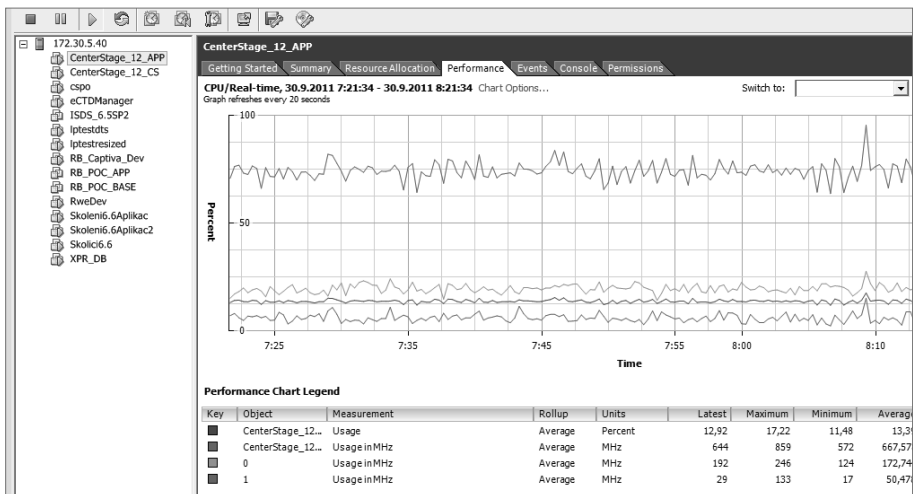 172.30.5.40
CenterStage_12_APP
CenterStage_12_CS
cspo
eCTDManager
ISDS_6.5SP2
lptestdts
lptestresized
RB_Captiva_Dev
RB_POC_APP
RB_POC_BASE
RweDev
Skoleni6.6Aplikac
Skoleni6.6Aplikac2
Skolici6.6
XPR_DB
CenterStage_12_APP
Getting Started Summary Resource Allocation Performance Events Console Permissions
CPU/Real-time, 30.9.2011 7:21:34 - 30.9.2011 8:21:34 Chart Options... Switch to:
Graph refreshes every 20 seconds
100
50
0
Percent
7:25 7:35 7:45 7:55 8:00 8:10
Time
Performance Chart Legend
Key Object Measurement Rollup Units Latest Maximum Minimum Averag
CenterStage_12... Usage Average Percent 12,92 17,22 11,48 13,3
CenterStage_12... Usage in MHz Average MHz 644 859 572 667,57
0 Usage in MHz Average MHz 192 246 124 172,74
1 Usage in MHz Average MHz 29 133 17 50,47